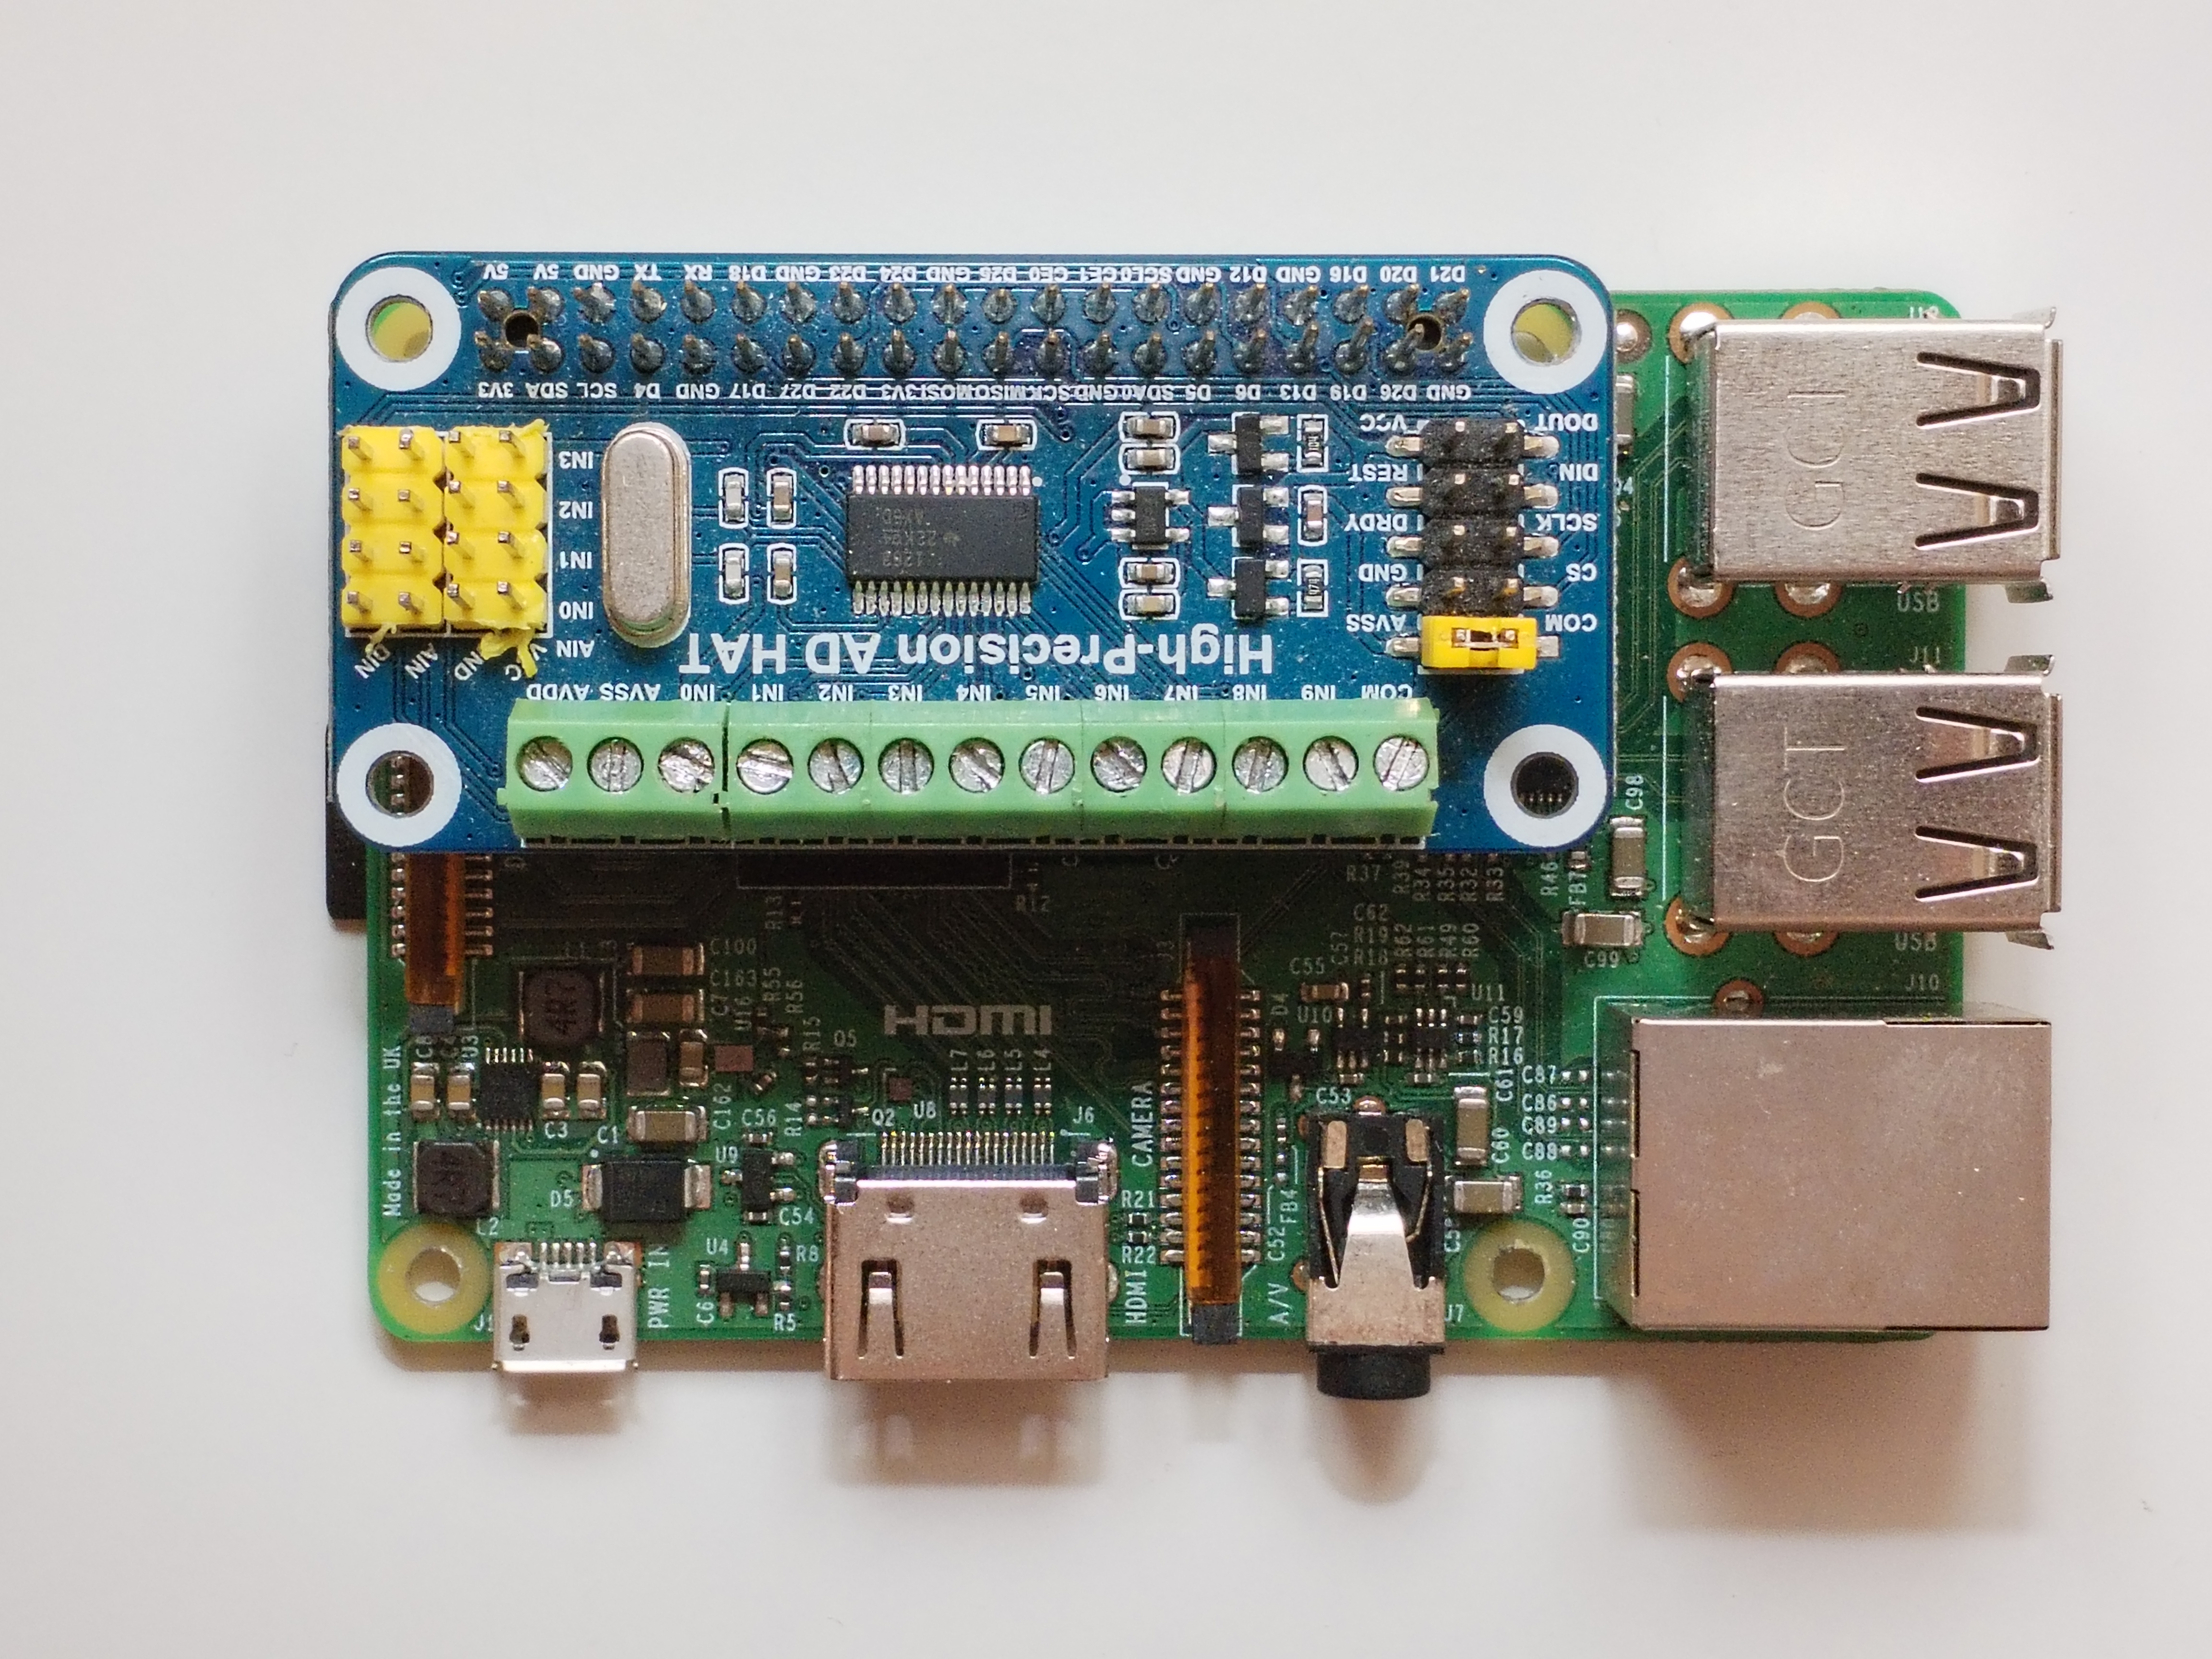 5V 5V GND TX RX D18 GND D23 D24 GND D25 CE0 CE1 SCL0 GND D12 GND D16 D20 D21
3V3 SDA SCL D4 GND D17 D27 D22 3V3 MOSI MISO SCK GND SDA0 D5 D6 D13 D19 D26 GND
IN3
IN2
IN1
IN0
AIN
DIN AIN
VCC DOUT
REST DIN
DRDY SCLK
GND CS
AVSS COM
High-Precision AD HAT
AVDD AVSS IN0 IN1 IN2 IN3 IN4 IN5 IN6 IN7 IN8 IN9 COM
GCT
USB
J11
GCT
USB
J10
C98
C99
R46
R37
R39
R34
R35
R32
R33
R12
R13
C100
C163
C7
U16
R55
R56
4R7
HDMI
J3
C62
R19
R18
C57
R62
R61
R49
R60
C55
U10
D4
U11
C59
R17
R16
C61
C87
C86
C89
C88
Made in the UK
C8
C4
U3
C3
C1
C162
R15
R14
Q5
Q2
U8
L7
L6
L5
L4
J6
CAMERA
C53
C60
R36
C90
D5
L2
U9
C56
C54
R21
R22
C52
FB4
U4
R8
C6
R5
J1
PWR IN
HDMI
A/V
J7